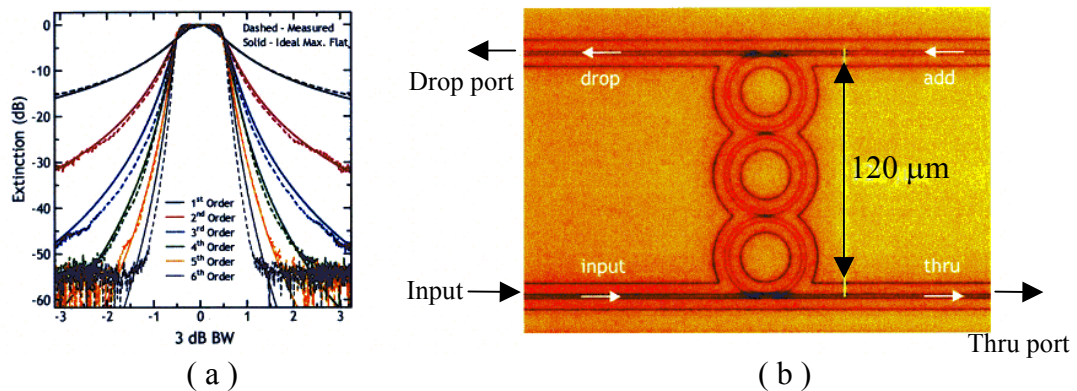 Extinction (dB)
0
-10
-20
-30
-40
-50
-60
Dashed - Measured
Solid - Ideal Max. Flat
1st Order
2nd Order
3rd Order
4th Order
5th Order
6th Order
-3 -2 -1 0 1 2 3
3 dB BW
( a )
Drop port
drop
add
120 µm
input
thru
Input
Thru port
( b )